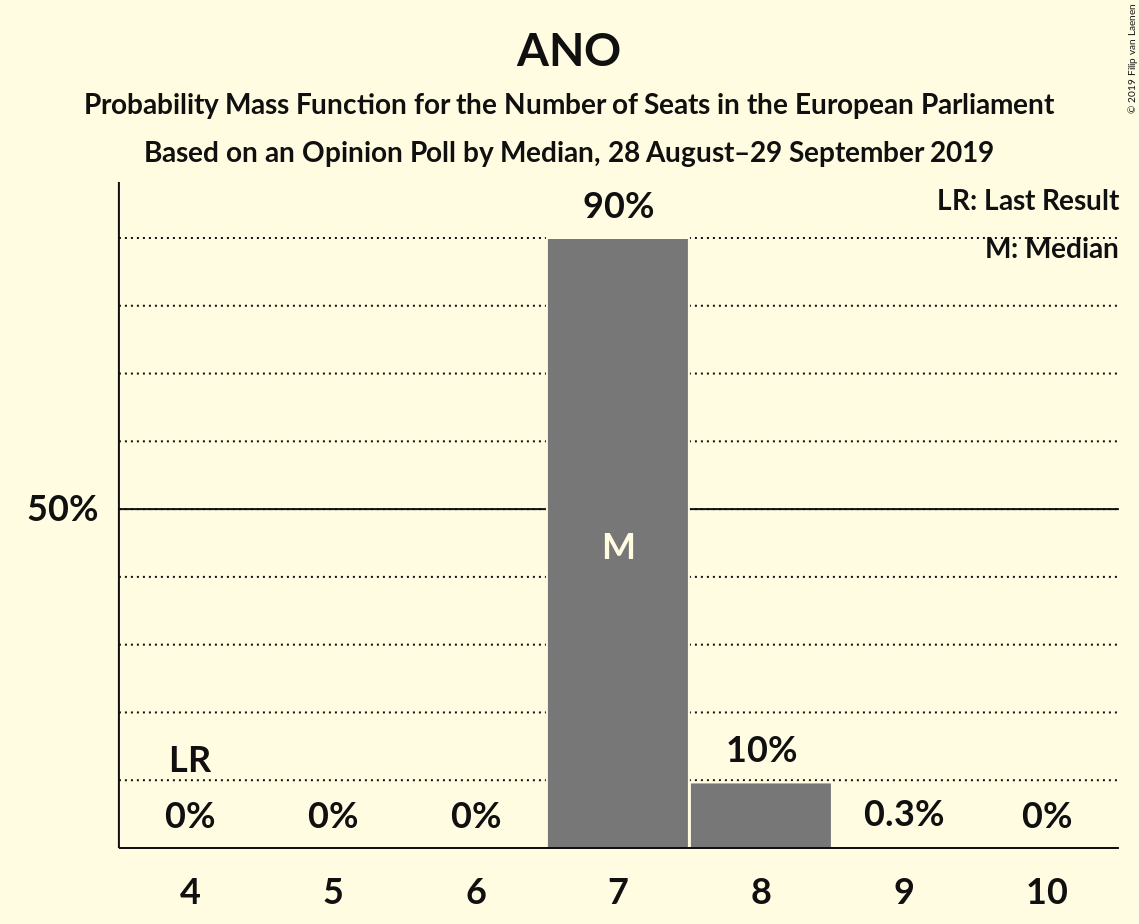 ANO
Probability Mass Function for the Number of Seats in the European Parliament
Based on an Opinion Poll by Median, 28 August–29 September 2019
© 2019 Filip van Laenen
LR: Last Result
M: Median
90%
50%
M
LR
10%
0% 0% 0% 0.3% 0%
4 5 6 7 8 9 10